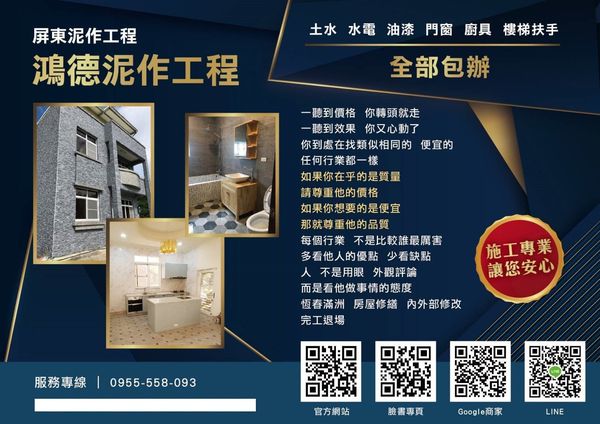 屏東泥作工程
鴻德泥作工程
土水 水電 油漆 門窗 廚具 樓梯扶手
全部包辦
一聽到價格 你轉頭就走
一聽到效果 你又心動了
你到處在找類似相同的 便宜的
任何行業都一樣
如果你在乎的是質量
請尊重他的價格
如果你想要的是便宜
那就尊重他的品質
每個行業 不是比較誰最厲害
多看他人的優點 少看缺點
人 不是用眼 外觀評論
而是看他做事情的態度
恆春滿洲 房屋修繕 內外部修改
完工退場
施工專業
讓您安心
服務專線 | 0955-558-093
官方網站
臉書專頁
Google商家
LINE